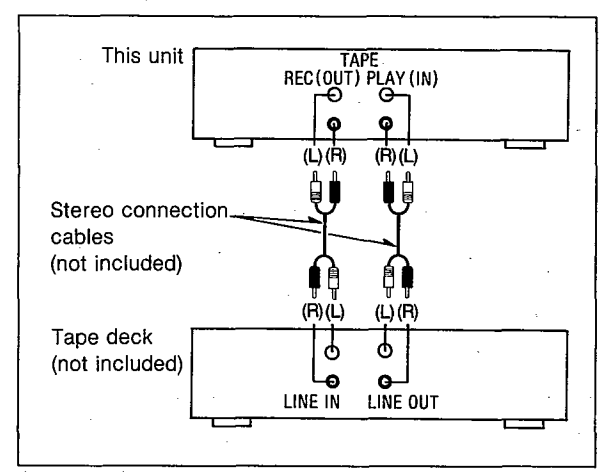 This unit
TAPE
REC(OUT) PLAY(IN)
(L) (R) (R) (L)
Stereo connection
cables
(not included)
(R) (L) (L) (R)
Tape deck
(not included)
LINE IN LINE OUT